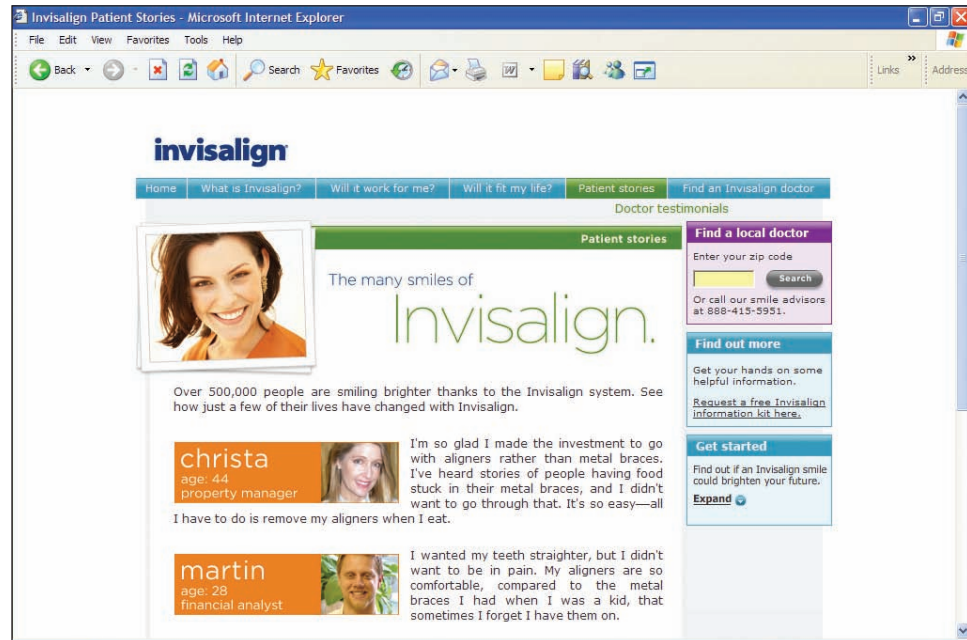 Invisalign Patient Stories - Microsoft Internet Explorer
File Edit View Favorites Tools Help
Back Search Favorites Links » Address
invisalign
Home What is Invisalign? Will it work for me? Will it fit my life? Patient stories Find an Invisalign doctor
Doctor testimonials
Patient stories
The many smiles of
Invisalign.
Over 500,000 people are smiling brighter thanks to the Invisalign system. See
how just a few of their lives have changed with Invisalign.
christa
age: 44
property manager
I'm so glad I made the investment to go
with aligners rather than metal braces.
I've heard stories of people having food
stuck in their metal braces, and I didn't
want to go through that. It's so easy—all
I have to do is remove my aligners when I eat.
martin
age: 28
financial analyst
I wanted my teeth straighter, but I didn't
want to be in pain. My aligners are so
comfortable, compared to the metal
braces I had when I was a kid, that
sometimes I forget I have them on.
Find a local doctor
Enter your zip code
Search
Or call our smile advisors
at 888-415-5951.
Find out more
Get your hands on some
helpful information.
Request a free Invisalign
information kit here.
Get started
Find out if an Invisalign smile
could brighten your future.
Expand